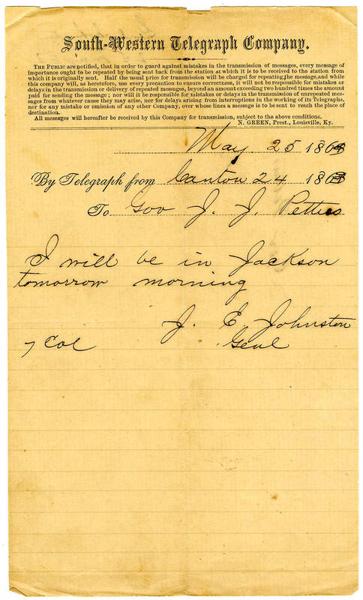 South-Western Telegraph Company.
THE PUBLIC are notified, that in order to guard against mistakes in the transmission of messages, every message of
importance ought to be repeated by being sent back from the station at which it is to be received to the station from
which it is originally sent. Half the usual price for transmission will be charged for repeating the message, and while
this company will, as heretofore, use every precaution to ensure correctness, it will not be responsible for mistakes or
delays in the transmission or delivery of repeated messages, beyond an amount exceeding two hundred times the amount
paid for sending the message; nor will it be responsible for mistakes or delays in the transmission of unrepeated mes-
sages from whatever cause they may arise, nor for delays arising from interruptions in the working of its Telegraphs,
nor for any mistake or omission of any other Company, over whose lines a message is to be sent to reach the place of
destination.
All messages will hereafter be received by this Company for transmission, subject to the above conditions.
N. GREEN, Prest., Louisville, Ky.
May 25 186
By Telegraph from Canton 24 1863
To Gov J. J. Pettus
I will be in Jackson
tomorrow morning
J. E Johnston
7 Col Genl